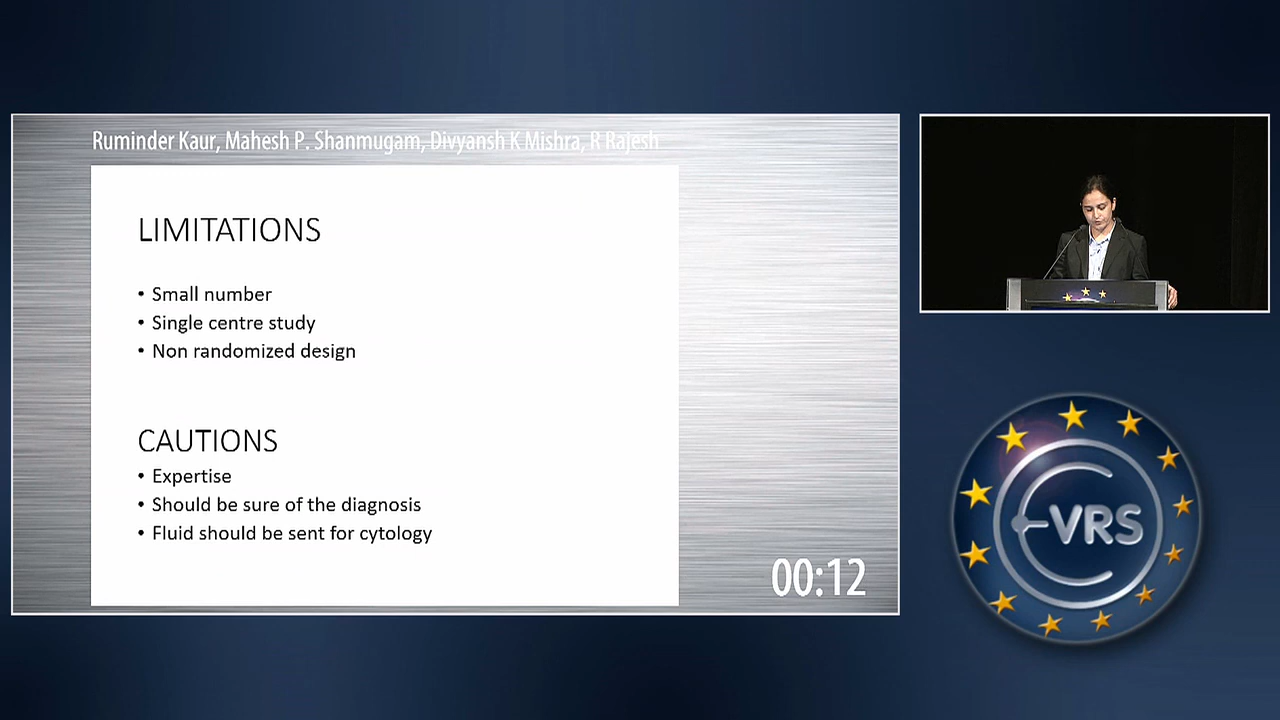 Ruminder Kaur, Mahesh P. Shanmugam, Divyansh K Mishra, R Rajesh
LIMITATIONS
• Small number
• Single centre study
• Non randomized design
CAUTIONS
• Expertise
• Should be sure of the diagnosis
• Fluid should be sent for cytology
00:12
EVRS